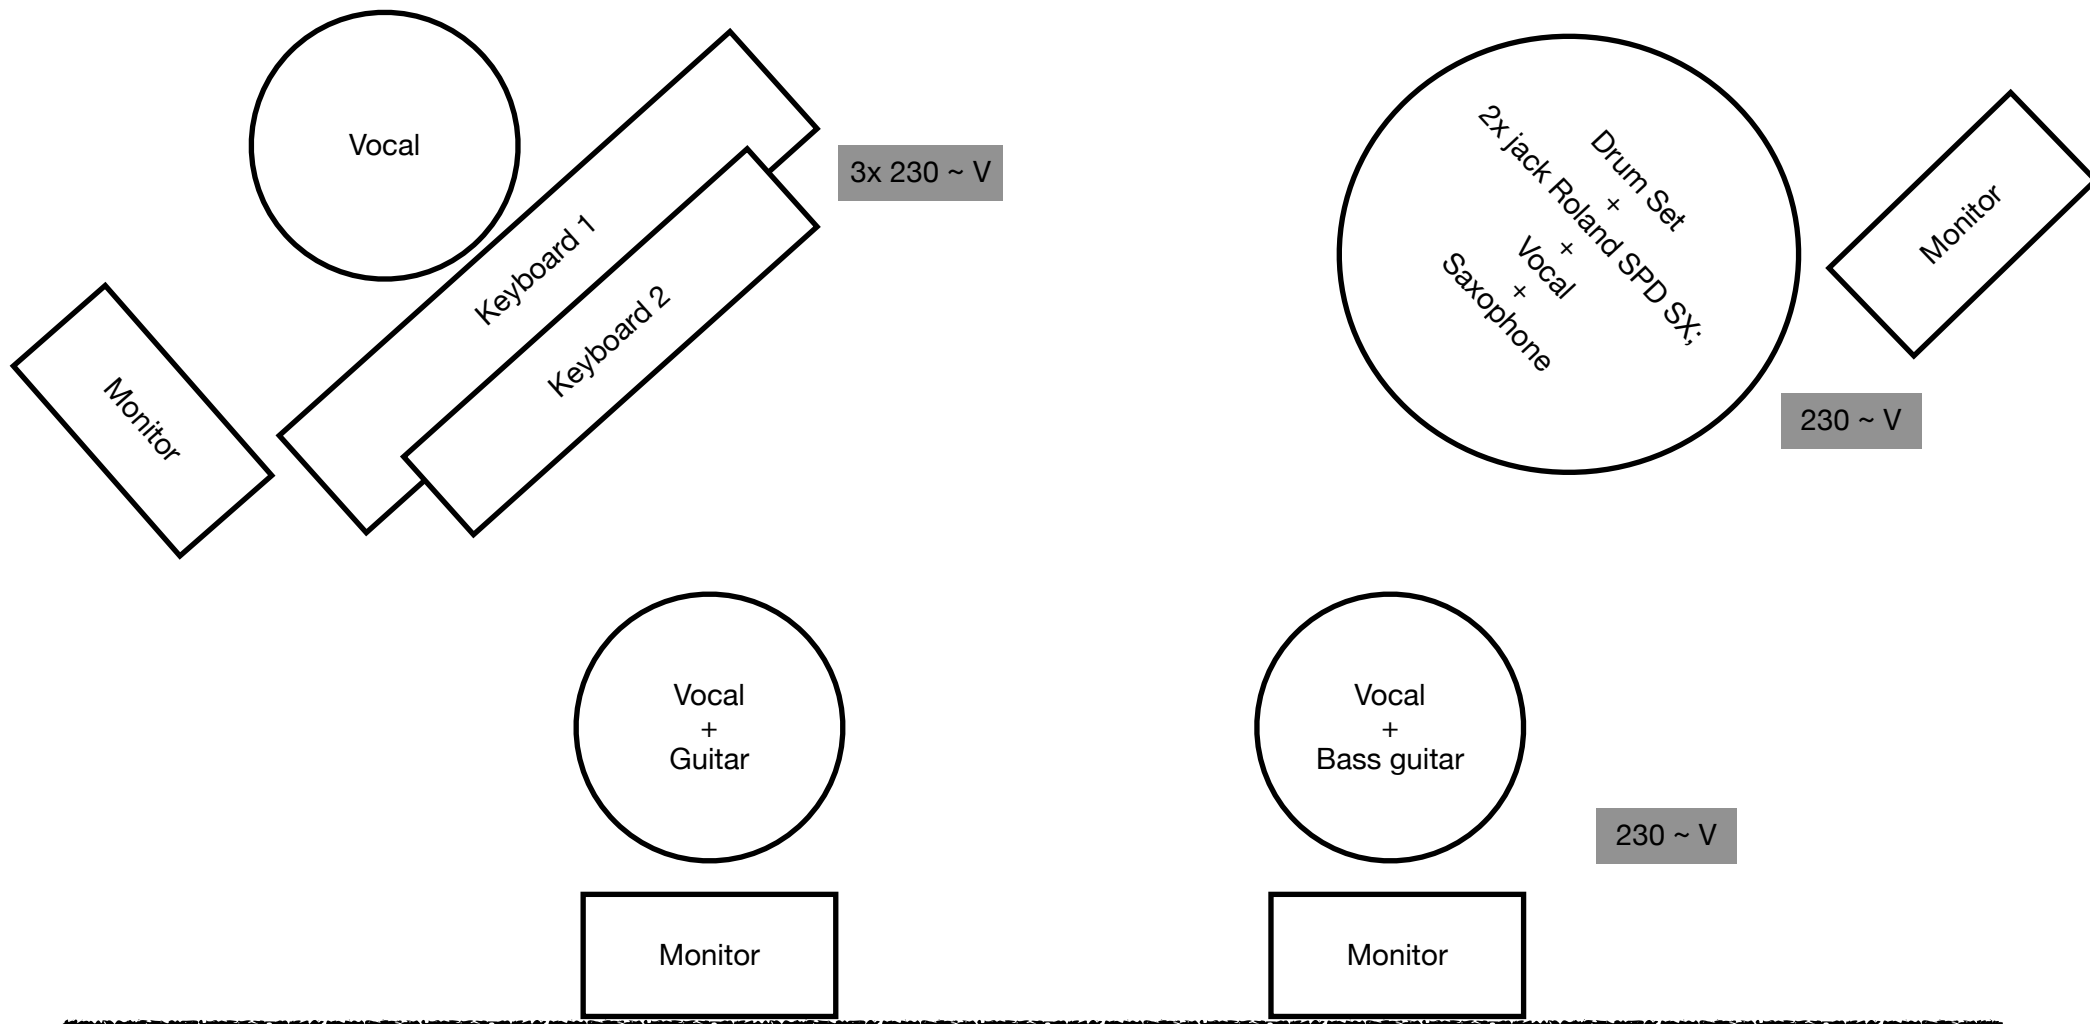 Vocal
3x 230 ~ V
Keyboard 1
Keyboard 2
Monitor
Drum Set
+
2x jack Roland SPD SX;
+
Vocal
+
Saxophone
Monitor
230 ~ V
Vocal
+
Guitar
Vocal
+
Bass guitar
230 ~ V
Monitor
Monitor